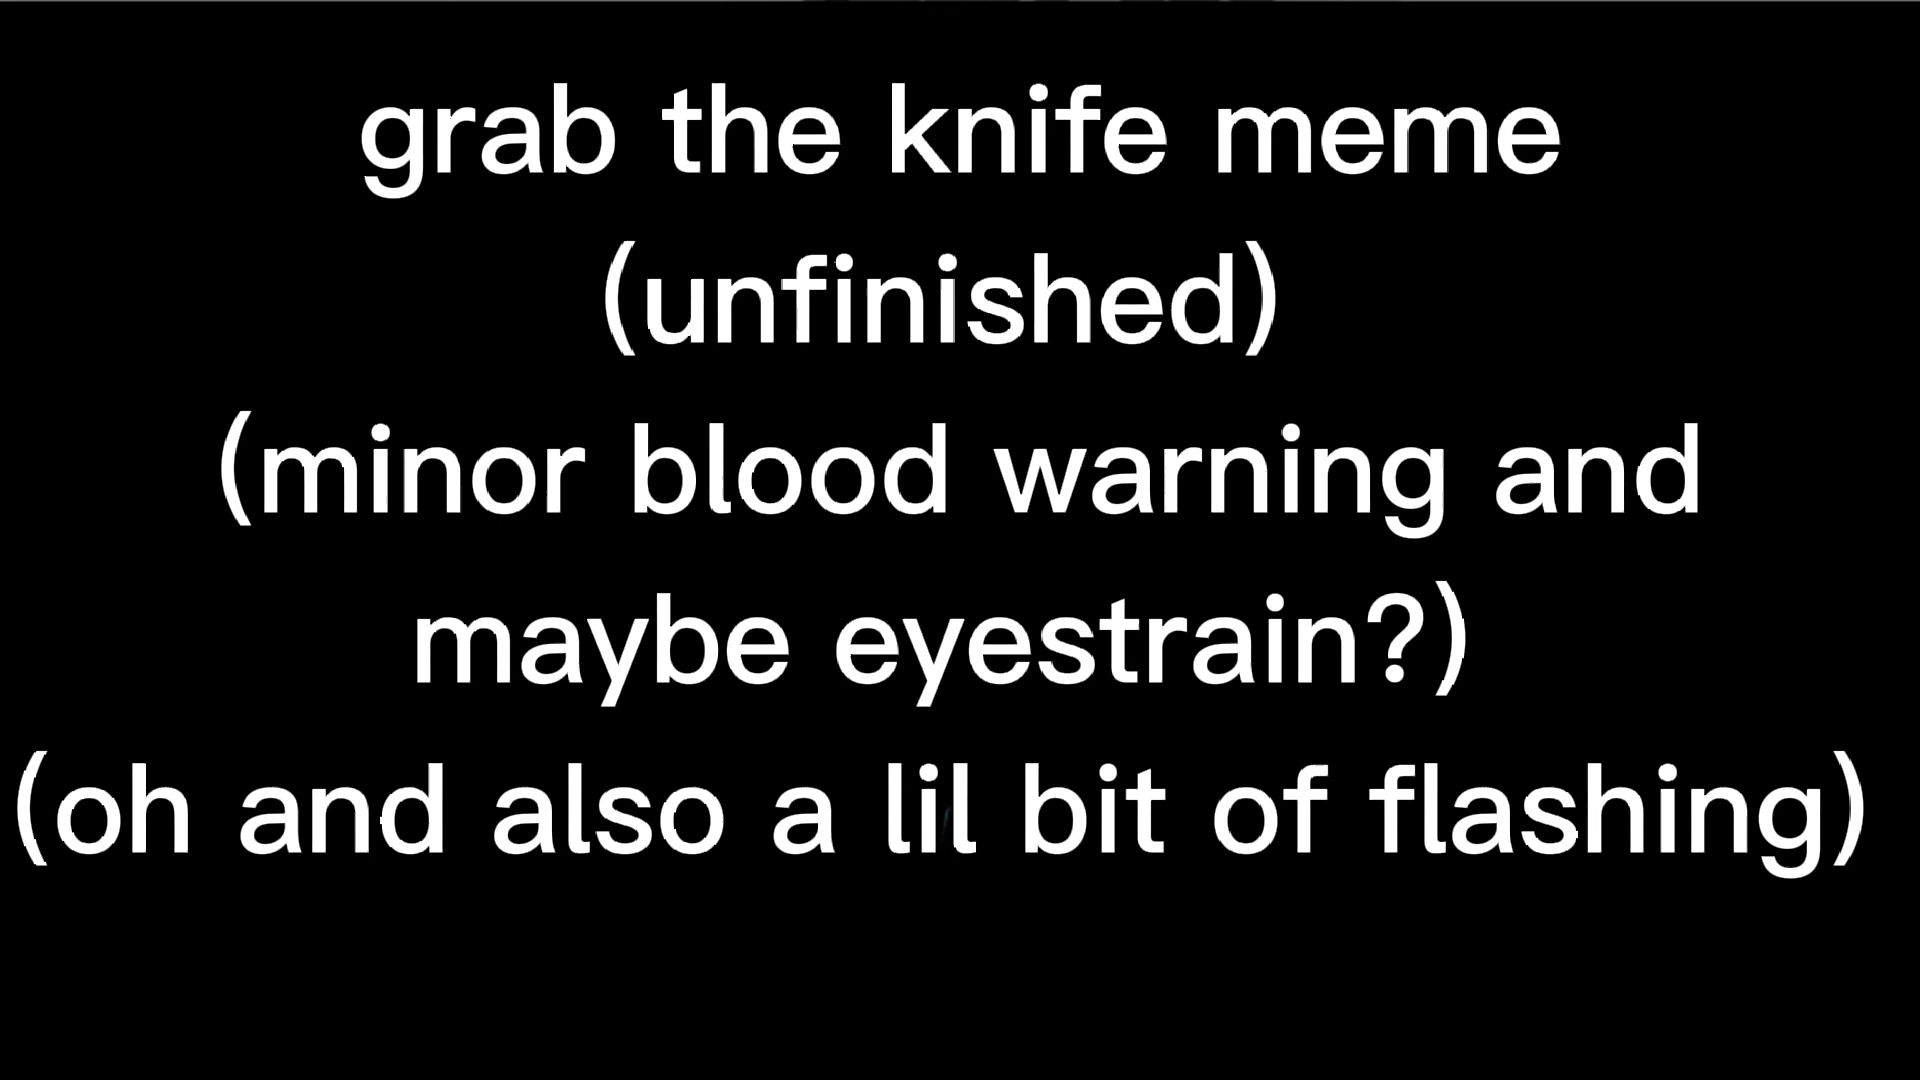 grab the knife meme
(unfinished)
(minor blood warning and
maybe eyestrain?)
(oh and also a lil bit of flashing)